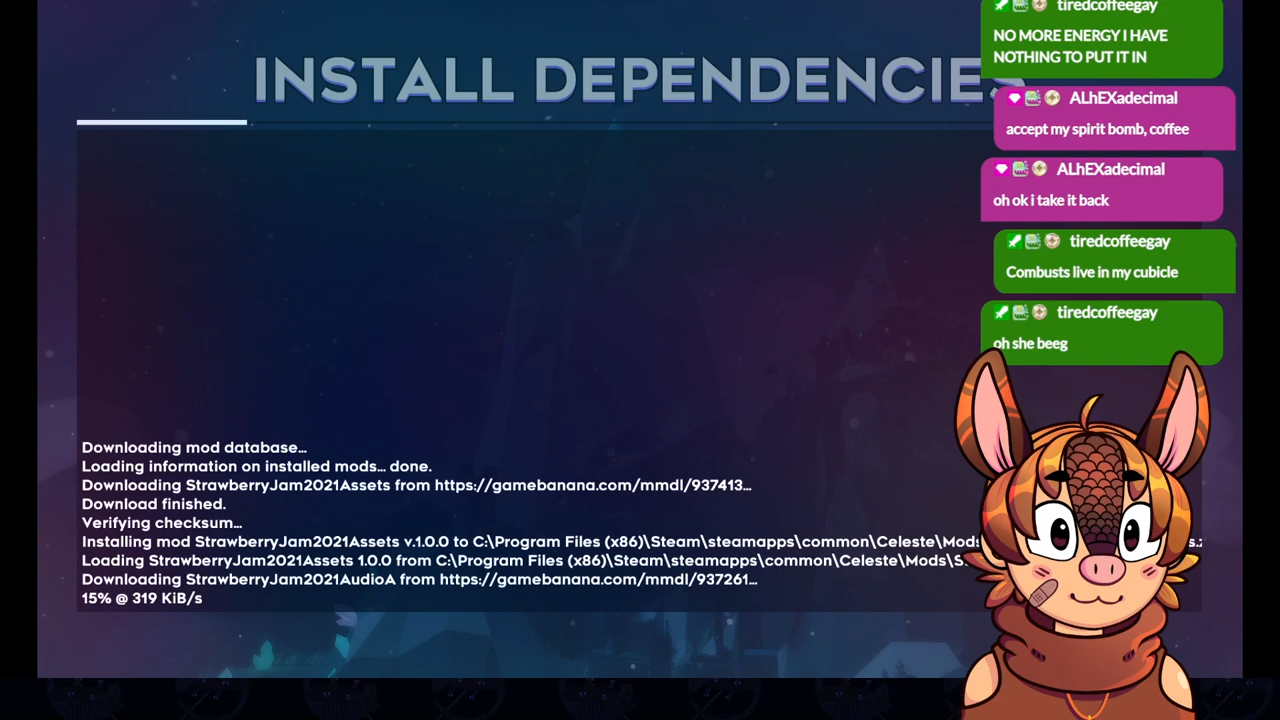 INSTALL DEPENDENCIES
tiredcoffeegay
NO MORE ENERGY I HAVE
NOTHING TO PUT IT IN
ALhEXadecimal
accept my spirit bomb, coffee
ALhEXadecimal
oh ok i take it back
tiredcoffeegay
Combusts live in my cubicle
tiredcoffeegay
oh she beeg
Downloading mod database...
Loading information on installed mods... done.
Downloading StrawberryJam2021Assets from https://gamebanana.com/mmdl/937413...
Download finished.
Verifying checksum...
Installing mod StrawberryJam2021Assets v.1.0.0 to C:\Program Files (x86)\Steam\steamapps\common\Celeste\Mods
Loading StrawberryJam2021Assets 1.0.0 from C:\Program Files (x86)\Steam\steamapps\common\Celeste\Mods\S
Downloading StrawberryJam2021AudioA from https://gamebanana.com/mmdl/937261...
15% @ 319 KiB/s